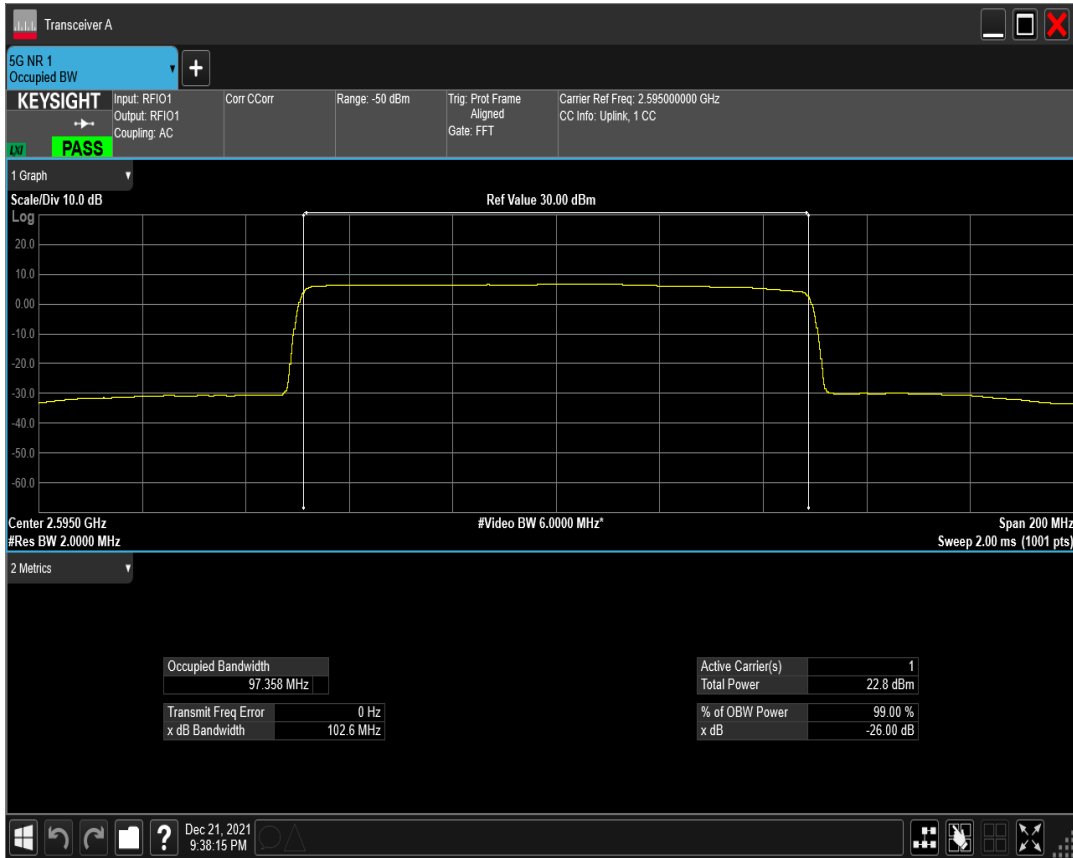 Transceiver A
5G NR 1
Occupied BW
+
KEYSIGHT
LXI
PASS
Input: RFIO1
Output: RFIO1
Coupling: AC
Corr CCorr
Range: -50 dBm
Trig: Prot Frame
Aligned
Gate: FFT
Carrier Ref Freq: 2.595000000 GHz
CC Info: Uplink, 1 CC
1 Graph
Scale/Div 10.0 dB
Ref Value 30.00 dBm
Log
20.0
10.0
0.00
-10.0
-20.0
-30.0
-40.0
-50.0
-60.0
Center 2.5950 GHz
#Video BW 6.0000 MHz*
Span 200 MHz
#Res BW 2.0000 MHz
Sweep 2.00 ms (1001 pts)
2 Metrics
Occupied Bandwidth
97.358 MHz
Transmit Freq Error 0 Hz
x dB Bandwidth 102.6 MHz
Active Carrier(s) 1
Total Power 22.8 dBm
% of OBW Power 99.00 %
x dB -26.00 dB
?
Dec 21, 2021
9:38:15 PM